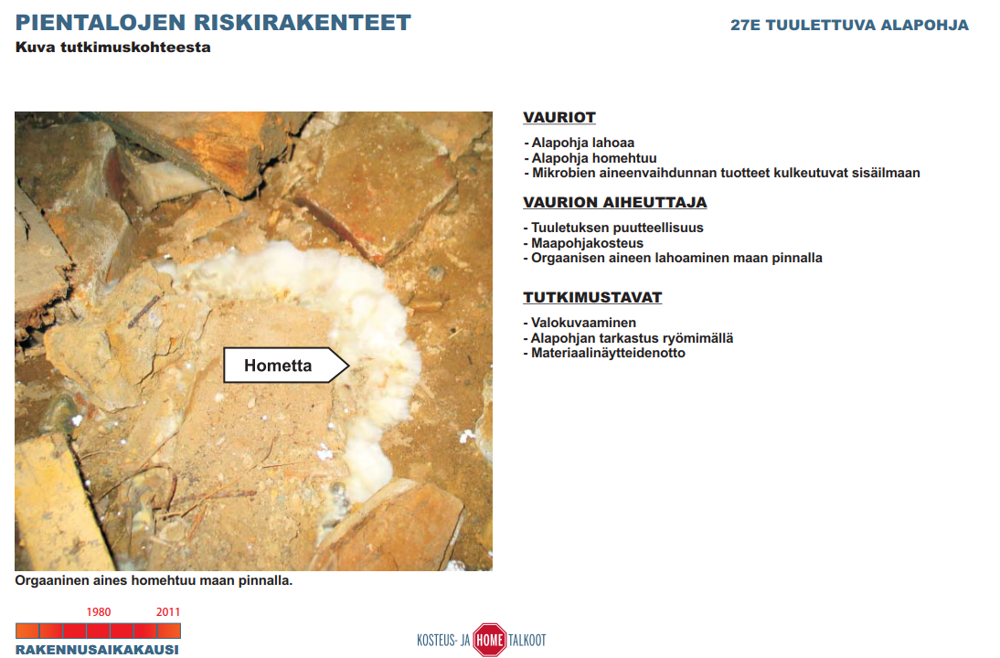 PIENTALOJEN RISKIRAKENTEET
27E TUULETTUVA ALAPOHJA
Kuva tutkimuskohteesta
VAURIOT
- Alapohja lahoaa
- Alapohja homehtuu
- Mikrobien aineenvaihdunnan tuotteet kulkeutuvat sisäilmaan
VAURION AIHEUTTAJA
- Tuuletuksen puutteellisuus
- Maapohjakosteus
- Orgaanisen aineen lahoaminen maan pinnalla
TUTKIMUSTAVAT
- Valokuvaaminen
- Alapohjan tarkastus ryömimällä
- Materiaalinäytteidenotto
Hometta
Orgaaninen aines homehtuu maan pinnalla.
1980 2011
RAKENNUSAIKAKAUSI
KOSTEUS- JA HOME TALKOOT